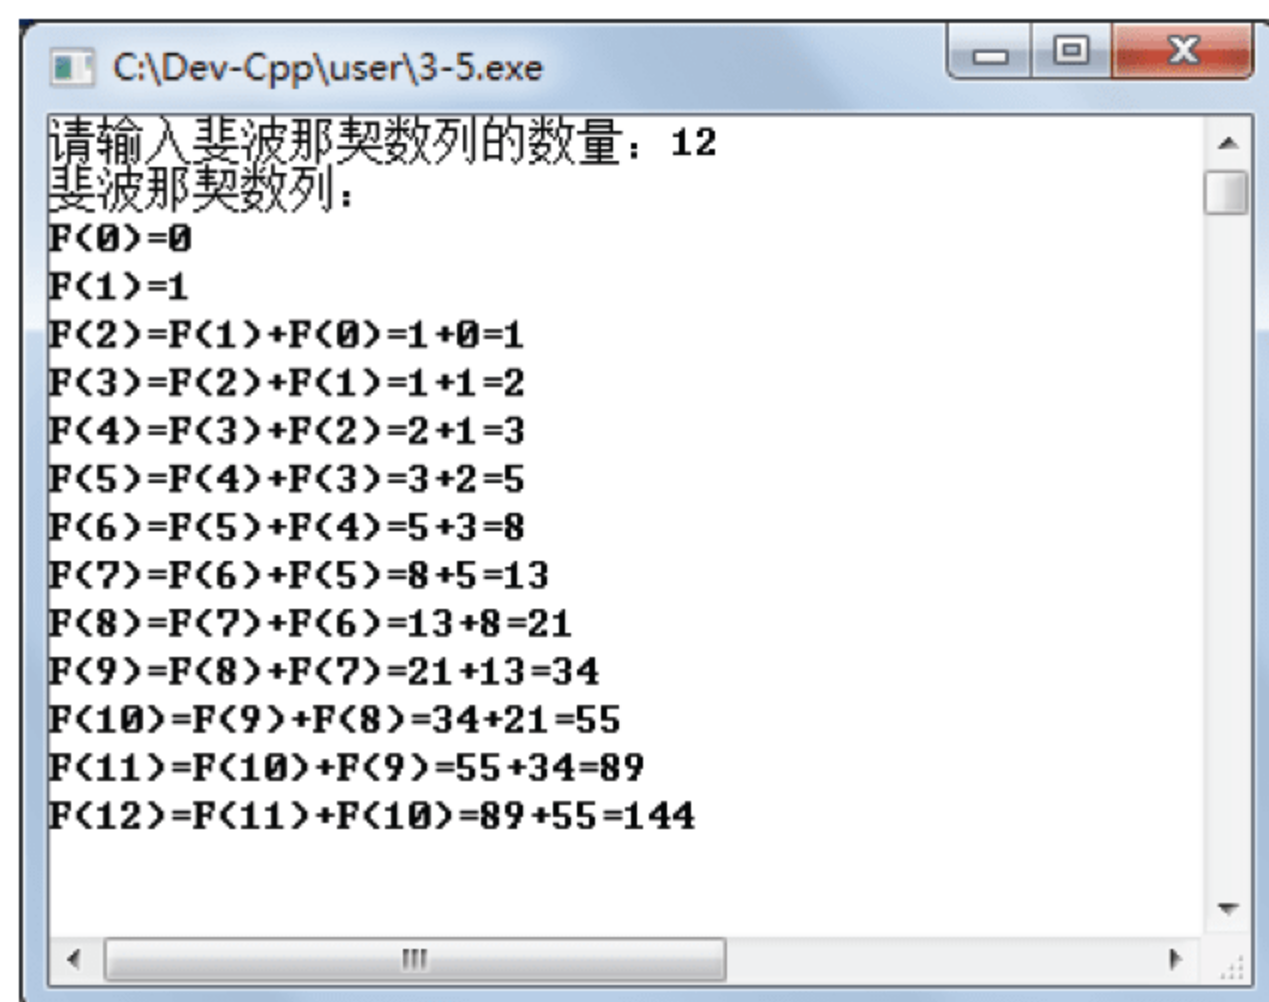 C:\Dev-Cpp\user\3-5.exe
请输入斐波那契数列的数量：12
斐波那契数列：
F(0)=0
F(1)=1
F(2)=F(1)+F(0)=1+0=1
F(3)=F(2)+F(1)=1+1=2
F(4)=F(3)+F(2)=2+1=3
F(5)=F(4)+F(3)=3+2=5
F(6)=F(5)+F(4)=5+3=8
F(7)=F(6)+F(5)=8+5=13
F(8)=F(7)+F(6)=13+8=21
F(9)=F(8)+F(7)=21+13=34
F(10)=F(9)+F(8)=34+21=55
F(11)=F(10)+F(9)=55+34=89
F(12)=F(11)+F(10)=89+55=144